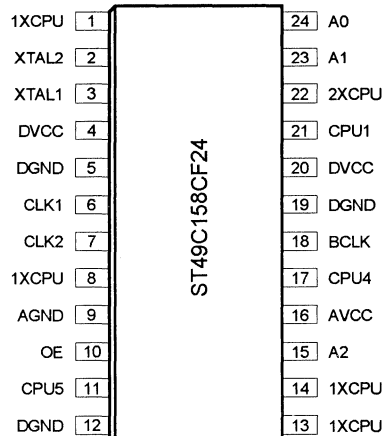 1XCPU 1 24 A0
XTAL2 2 23 A1
XTAL1 3 22 2XCPU
DVCC 4 21 CPU1
DGND 5 20 DVCC
CLK1 6 19 DGND
CLK2 7 18 BCLK
1XCPU 8 17 CPU4
AGND 9 16 AVCC
OE 10 15 A2
CPU5 11 14 1XCPU
DGND 12 13 1XCPU
ST49C158CF24